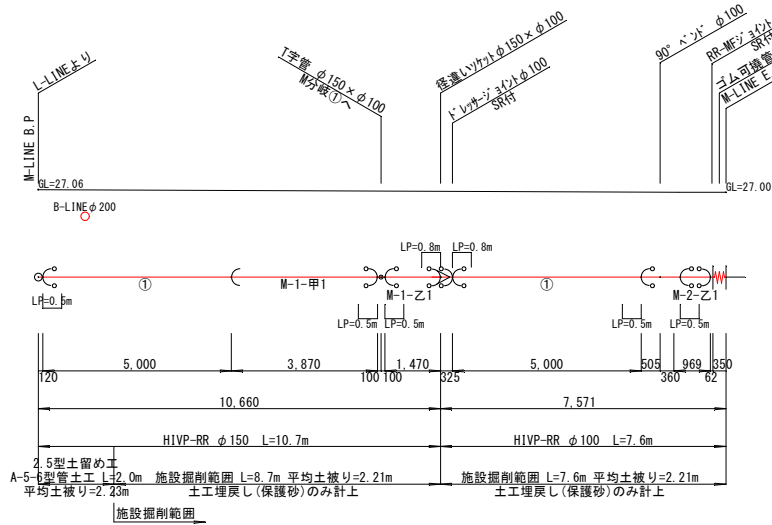 L-LINEより
M-LINE B.P
T字管 φ150×φ100
M分岐①へ
径違いソケット φ150×φ100
ドレッサージョイント φ100
SR付
90° ベンド φ100
RR-MFジョイント
SR付
ゴム可撓管
M-LINE E.
GL=27.06
GL=27.00
B-LINE φ200
LP=0.8m
LP=0.8m
①
M-1-甲1
M-1-乙1
①
M-2-乙1
LP=0.5m
LP=0.5m
LP=0.5m
LP=0.5m
LP=0.5m
120
5,000
3,870
100
100
1,470
325
5,000
505
360
969
62
350
10,660
7,571
HIVP-RR φ150 L=10.7m
HIVP-RR φ100 L=7.6m
2.5型土留め工
A-5-6型管土工 L=2.0m
平均土被り=2.23m
施設掘削範囲 L=8.7m 平均土被り=2.21m
土工埋戻し(保護砂)のみ計上
施設掘削範囲 L=7.6m 平均土被り=2.21m
土工埋戻し(保護砂)のみ計上
施設掘削範囲